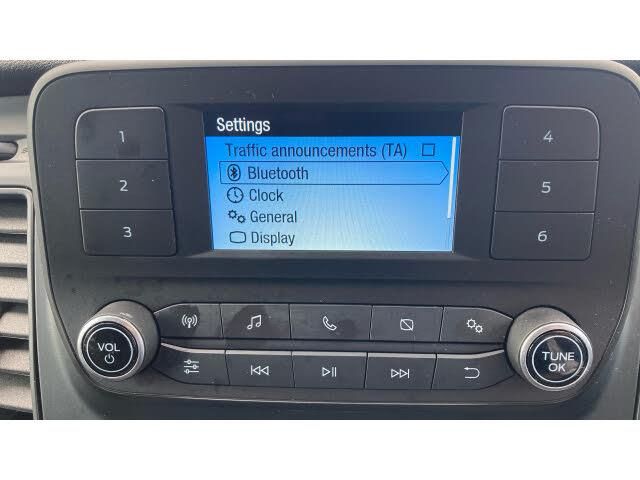 Settings
Traffic announcements (TA)
Bluetooth
Clock
General
Display
1
2
3
4
5
6
VOL
TUNE
OK